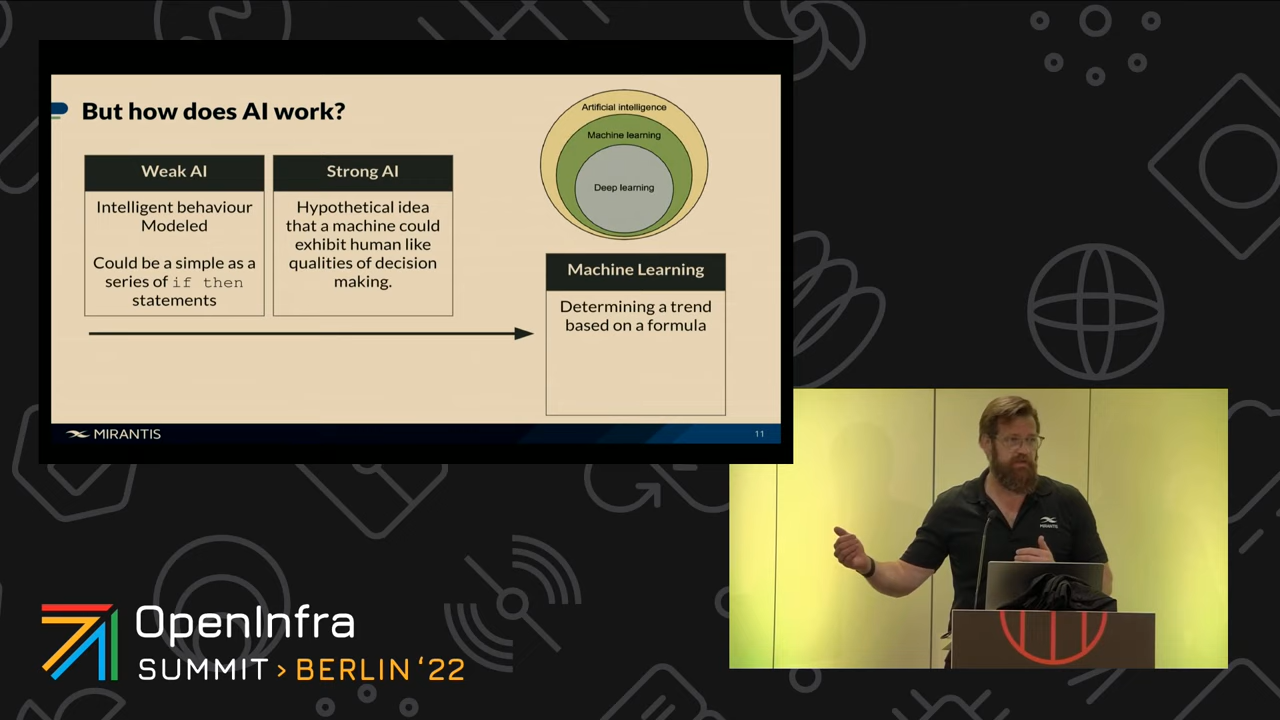 But how does AI work?
Weak AI
Intelligent behaviour
Modeled
Could be a simple as a
series of if then
statements
Strong AI
Hypothetical idea
that a machine could
exhibit human like
qualities of decision
making.
Artificial intelligence
Machine learning
Deep learning
Machine Learning
Determining a trend
based on a formula
MIRANTIS
11
MIRANTIS
OpenInfra
SUMMIT > BERLIN ‘22